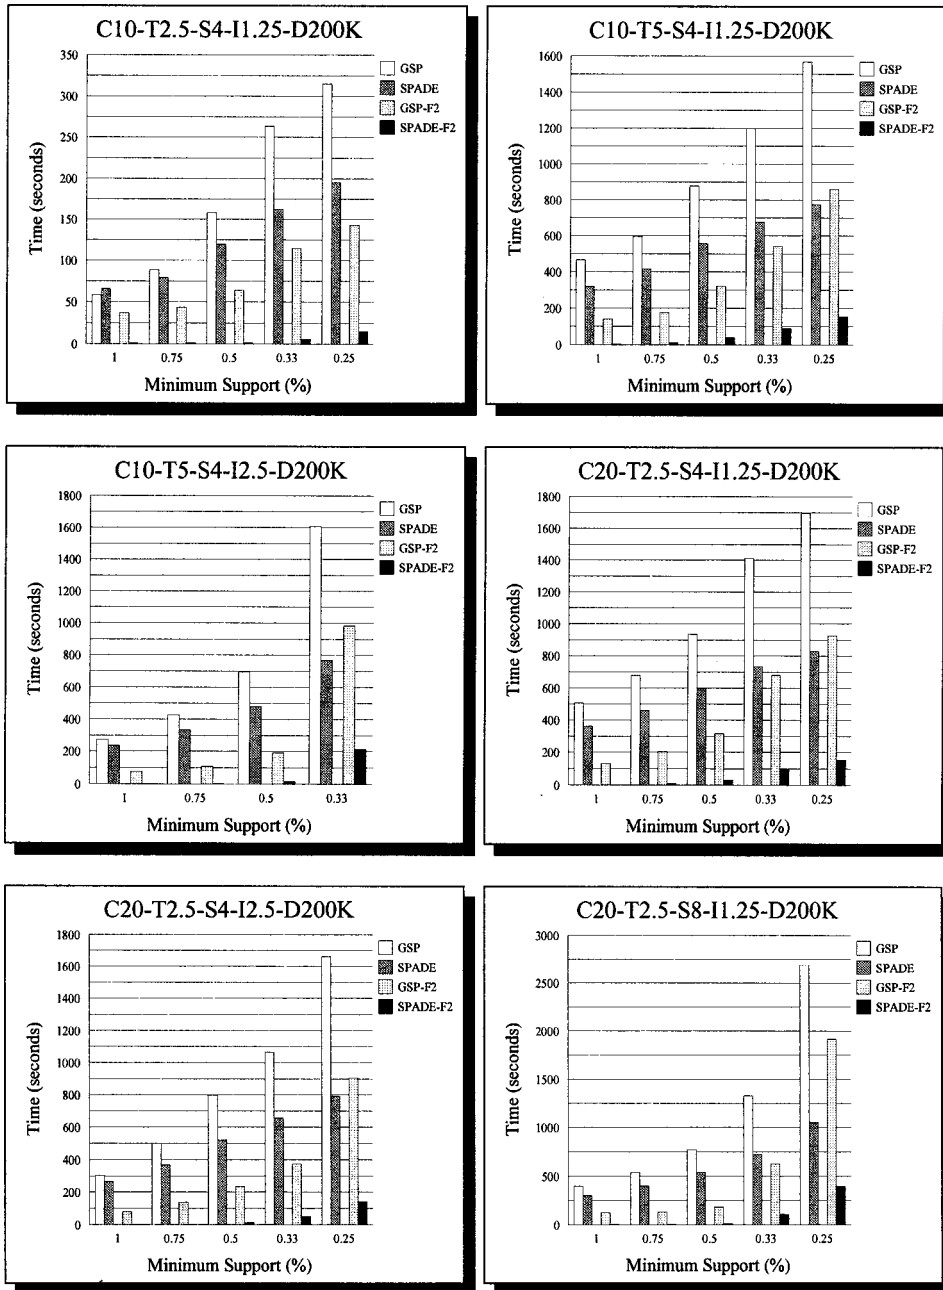 C10-T2.5-S4-I1.25-D200K
350
300
250
200
150
100
50
0
Time (seconds)
GSP
SPADE
GSP-F2
SPADE-F2
1 0.75 0.5 0.33 0.25
Minimum Support (%)
C10-T5-S4-I1.25-D200K
1600
1400
1200
1000
800
600
400
200
0
Time (seconds)
GSP
SPADE
GSP-F2
SPADE-F2
1 0.75 0.5 0.33 0.25
Minimum Support (%)
C10-T5-S4-I2.5-D200K
1800
1600
1400
1200
1000
800
600
400
200
0
Time (seconds)
GSP
SPADE
GSP-F2
SPADE-F2
1 0.75 0.5 0.33
Minimum Support (%)
C20-T2.5-S4-I1.25-D200K
1800
1600
1400
1200
1000
800
600
400
200
0
Time (seconds)
GSP
SPADE
GSP-F2
SPADE-F2
1 0.75 0.5 0.33 0.25
Minimum Support (%)
C20-T2.5-S4-I2.5-D200K
1800
1600
1400
1200
1000
800
600
400
200
0
Time (seconds)
GSP
SPADE
GSP-F2
SPADE-F2
1 0.75 0.5 0.33 0.25
Minimum Support (%)
C20-T2.5-S8-I1.25-D200K
3000
2500
2000
1500
1000
500
0
Time (seconds)
GSP
SPADE
GSP-F2
SPADE-F2
1 0.75 0.5 0.33 0.25
Minimum Support (%)